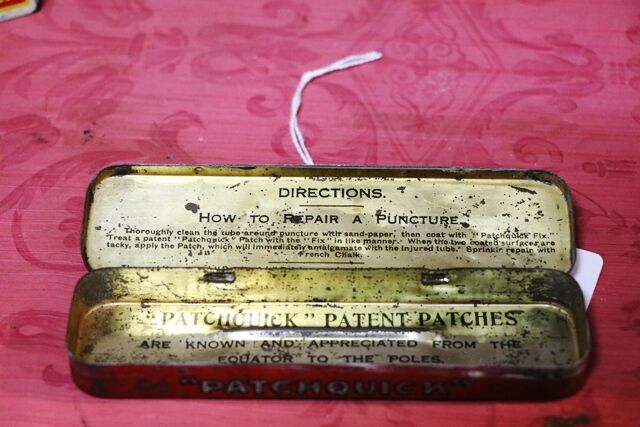 DIRECTIONS.
HOW TO REPAIR A PUNCTURE.
Thoroughly clean the tube around puncture with sand-paper, then coat with "Patchquick Fix."
Treat a patent "Patchquick" Patch with the "Fix" in like manner. When the two coated surfaces are
tacky, apply the Patch, which will immediately amalgamate with the injured tube. Sprinkle repair with
French Chalk.
"PATCHQUICK" PATENT PATCHES
ARE KNOWN AND APPRECIATED FROM THE
EQUATOR TO THE POLES.
"PATCHQUICK"